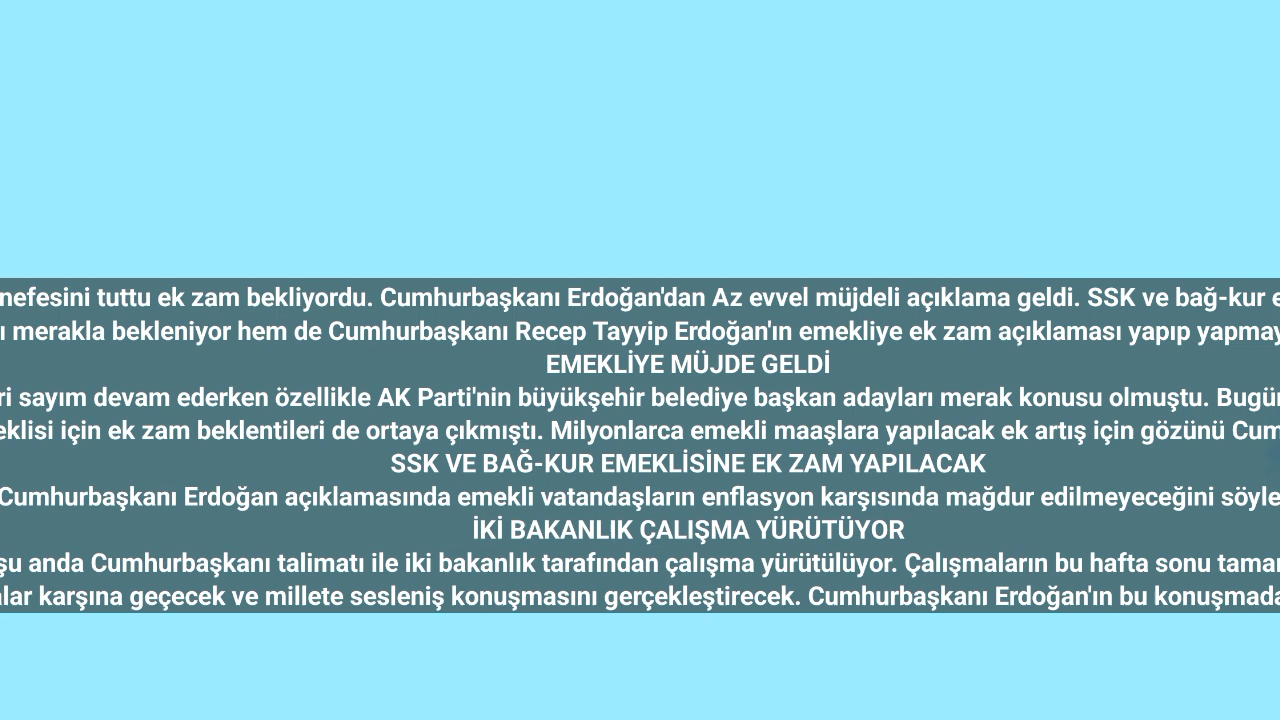 nefesini tuttu ek zam bekliyordu. Cumhurbaşkanı Erdoğan'dan Az evvel müjdeli açıklama geldi. SSK ve bağ-kur
merakla bekleniyor hem de Cumhurbaşkanı Recep Tayyip Erdoğan'ın emekliye ek zam açıklaması yapıp
EMEKLİYE MÜJDE GELDİ
sayım devam ederken özellikle AK Parti'nin büyükşehir belediye başkan adayları merak konusu olmuştu.
için ek zam beklentileri de ortaya çıkmıştı. Milyonlarca emekli maaşlara yapılacak ek artış için gözünü
SSK VE BAĞ-KUR EMEKLİSİNE EK ZAM YAPILACAK
Cumhurbaşkanı Erdoğan açıklamasında emekli vatandaşların enflasyon karşısında mağdur edilmeyeceğini
İKİ BAKANLIK ÇALIŞMA YÜRÜTÜYOR
şu anda Cumhurbaşkanı talimatı ile iki bakanlık tarafından çalışma yürütülüyor. Çalışmaların bu hafta sonu
karşına geçecek ve millete sesleniş konuşmasını gerçekleştirecek. Cumhurbaşkanı Erdoğan'ın bu